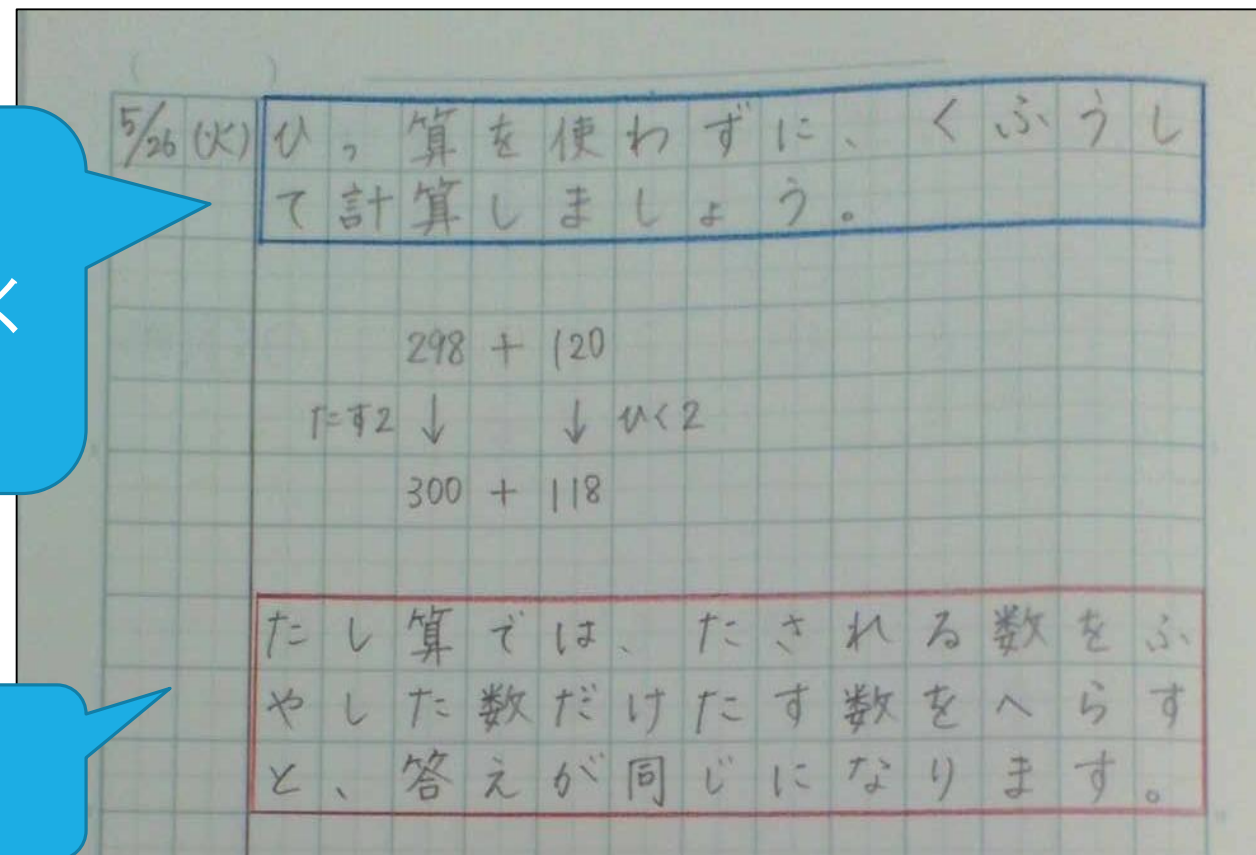 5/26 (火) ひっ算を使わずに、くふうし
て計算しましょう。
く
298 + 120
たす2 ↓ ↓ ひく2
300 + 118
たし算では、たされる数をふ
やした数だけたす数をへらす
と、答えが同じになります。